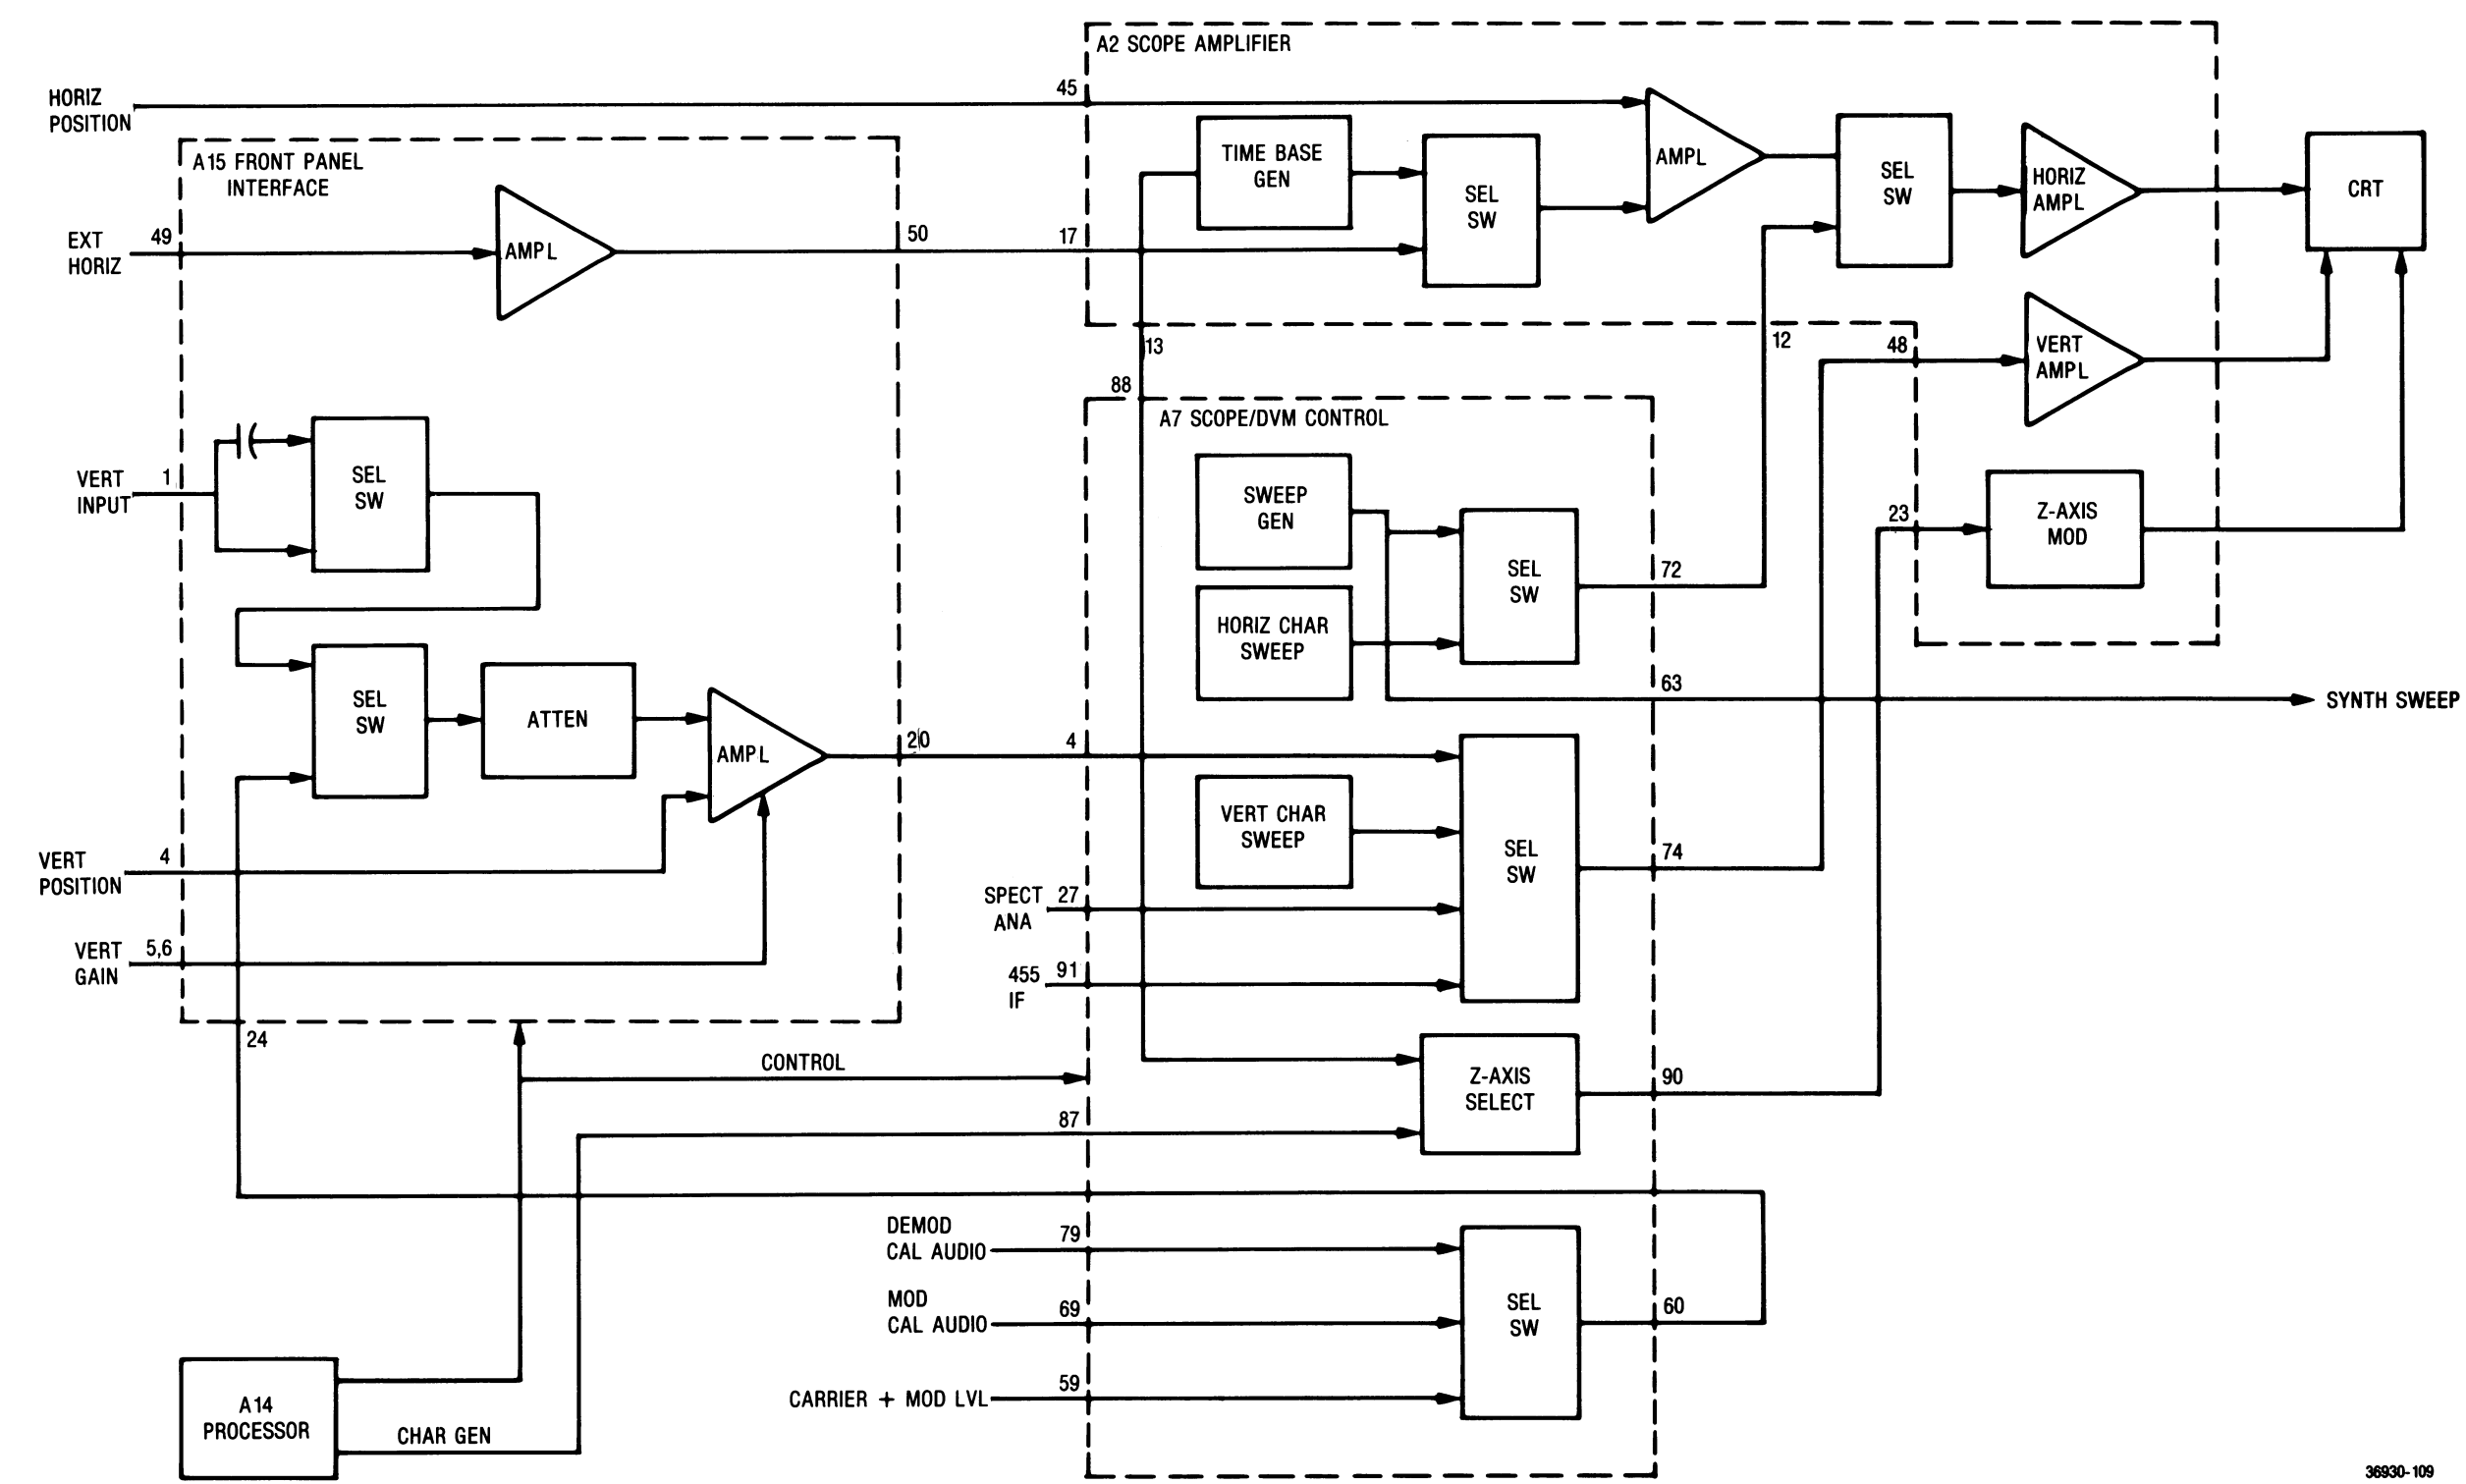 A2 SCOPE AMPLIFIER
HORIZ
POSITION
45
A15 FRONT PANEL
INTERFACE
TIME BASE
GEN
SEL
SW
AMPL
SEL
SW
HORIZ
AMPL
CRT
EXT
HORIZ
49
AMPL
50
17
13
12
48
VERT
AMPL
88
A7 SCOPE/DVM CONTROL
VERT
INPUT
1
SEL
SW
SWEEP
GEN
SEL
SW
72
23
Z-AXIS
MOD
HORIZ CHAR
SWEEP
63
SYNTH SWEEP
SEL
SW
ATTEN
AMPL
20
4
VERT CHAR
SWEEP
SEL
SW
74
VERT
POSITION
4
SPECT
ANA
27
VERT
GAIN
5,6
455
IF
91
24
CONTROL
Z-AXIS
SELECT
90
87
DEMOD
CAL AUDIO
79
MOD
CAL AUDIO
69
SEL
SW
60
CARRIER + MOD LVL
59
A14
PROCESSOR
CHAR GEN
36930-109